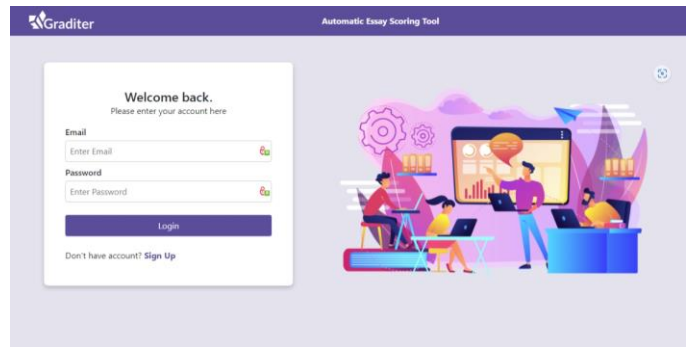 Graditer
Automatic Essay Scoring Tool
Welcome back.
Please enter your account here
Email
Enter Email
Password
Enter Password
Login
Don't have account? Sign Up